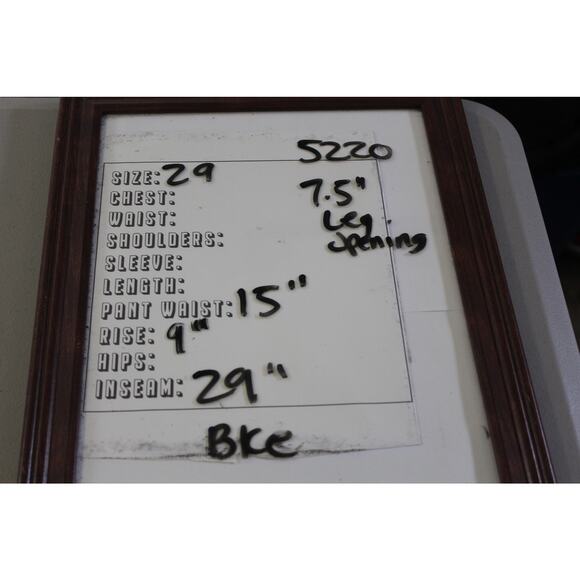 5220
SIZE: 29
CHEST: 7.5"
WAIST: Leg
SHOULDERS: opening
SLEEVE:
LENGTH:
PANT WAIST: 15"
RISE: 9"
HIPS:
INSEAM: 29"
BKe